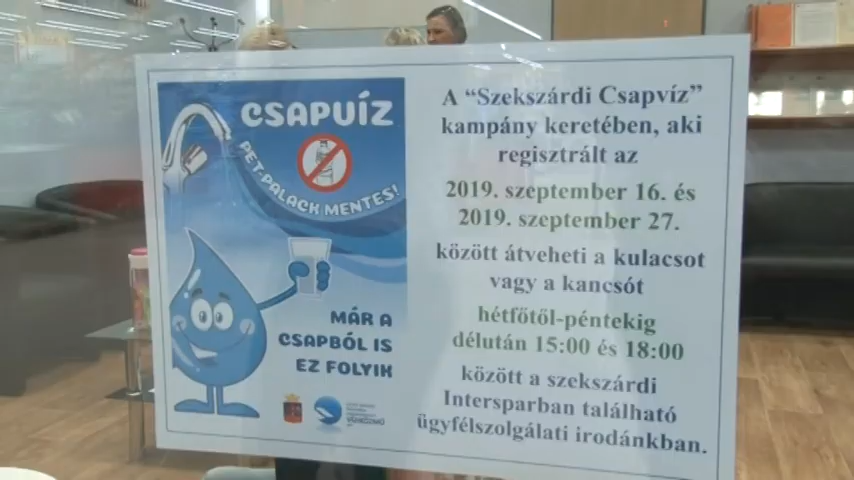 CSAPVÍZ
PET-PALACK MENTES!
MÁR A
CSAPBÓL IS
EZ FOLYIK
VÍZMŰ
A “Szekszárdi Csapvíz”
kampány keretében, aki
regisztrált az
2019. szeptember 16. és
2019. szeptember 27.
között átveheti a kulacsot
vagy a kancsót
hétfőtől-péntekig
délután 15:00 és 18:00
között a szekszárdi
Intersparban található
ügyfélszolgálati irodánkban.